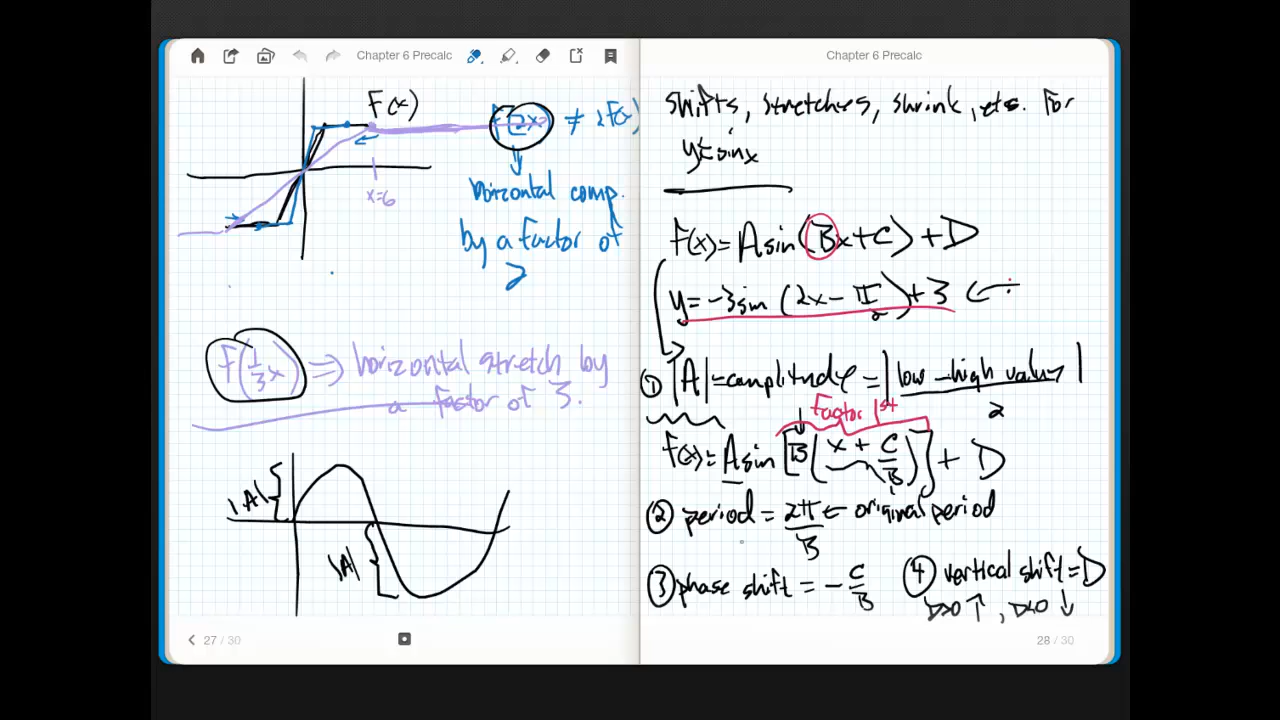 Chapter 6 Precalc
F(x)
f(2x) ≠ 2F(x)
x=6
horizontal comp.
by a factor of
2
f(1/3 x) => horizontal stretch by
a factor of 3.
|A|
|A|
27 / 30
Chapter 6 Precalc
shifts, stretches, shrink, etc. for
y=sinx
f(x)= A sin(Bx+C)+D
y= -3sin (2x - π/2)+3 ←
① |A|=amplitude = |low - high values| / 2
Factor 1st
f(x)= A sin [B(x + C/B)] + D
② period = 2π/B ← original period
③ phase shift = - C/B
④ vertical shift = D
D>0 ↑, D<0 ↓
28 / 30